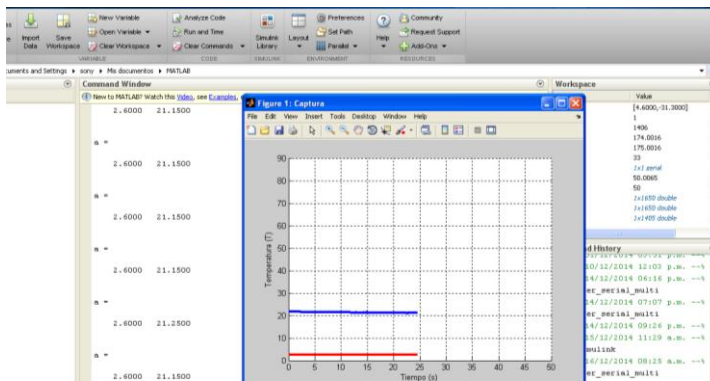 New Variable
Analyze Code
Preferences
Community
Import Data
Save Workspace
Open Variable
Run and Time
Simulink Library
Layout
Set Path
Help
Request Support
Clear Workspace
Clear Commands
Parallel
Add-Ons
VARIABLE
CODE
SIMULINK
ENVIRONMENT
RESOURCES
cuments and Settings ▸ sony ▸ Mis documentos ▸ MATLAB
Command Window
Workspace
New to MATLAB? Watch this Video, see Examples,
Value
Figure 1: Captura
File Edit View Insert Tools Desktop Window Help
[4.6000,-31.3000]
1
1406
174.0016
175.0016
33
1x1 serial
50.0065
50
1x1650 double
1x1650 double
1x1405 double
2.6000 21.1500
a =
2.6000 21.1500
a =
2.6000 21.1500
a =
2.6000 21.1500
a =
2.6000 21.2500
a =
2.6000 21.1500
90
80
70
60
50
40
30
20
10
0
Temperatura (T)
0 5 10 15 20 25 30 35 40 45 50
Tiempo (s)
d History
10/12/2014 12:03 p.m. --%
14/12/2014 06:16 p.m. --%
er_serial_multi
14/12/2014 07:07 p.m. --%
er_serial_multi
14/12/2014 09:26 p.m. --%
15/12/2014 11:29 a.m. --%
mulink
16/12/2014 08:25 a.m. --%
er_serial_multi